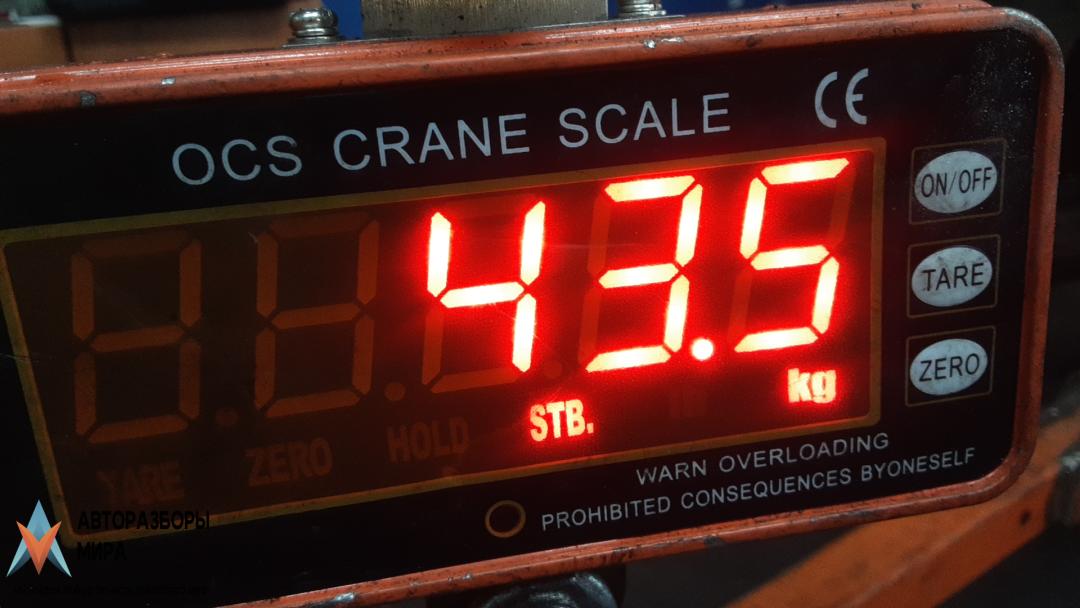 OCS CRANE SCALE
CE
43.5
ON/OFF
TARE
ZERO
kg
STB.
HOLD
ZERO
TARE
WARN OVERLOADING
PROHIBITED CONSEQUENCES BYONESELF
АВТОРАЗБОРЫ
МИРА